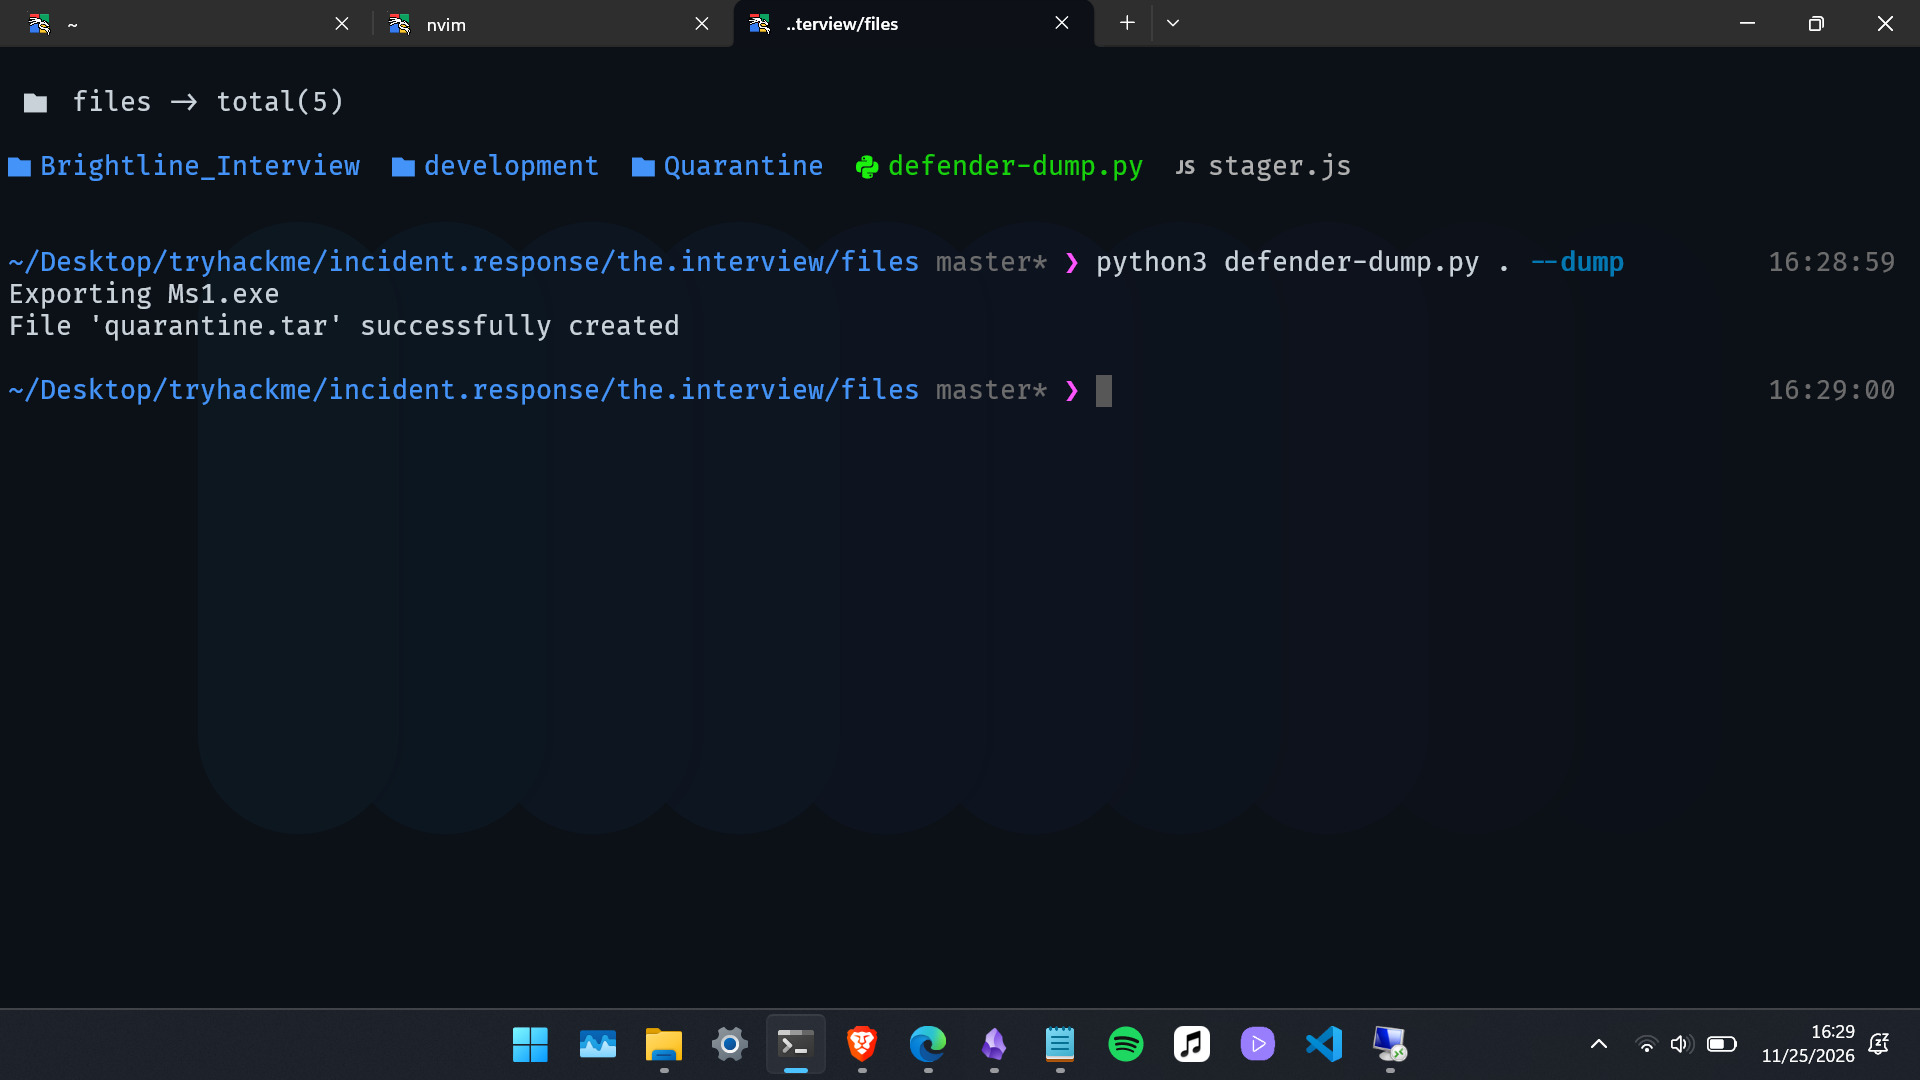 ~ nvim ..terview/files
files → total(5)
Brightline_Interview development Quarantine defender-dump.py JS stager.js
~/Desktop/tryhackme/incident.response/the.interview/files master* ❯ python3 defender-dump.py . --dump 16:28:59
Exporting Ms1.exe
File 'quarantine.tar' successfully created
~/Desktop/tryhackme/incident.response/the.interview/files master* ❯ 16:29:00
16:29
11/25/2026